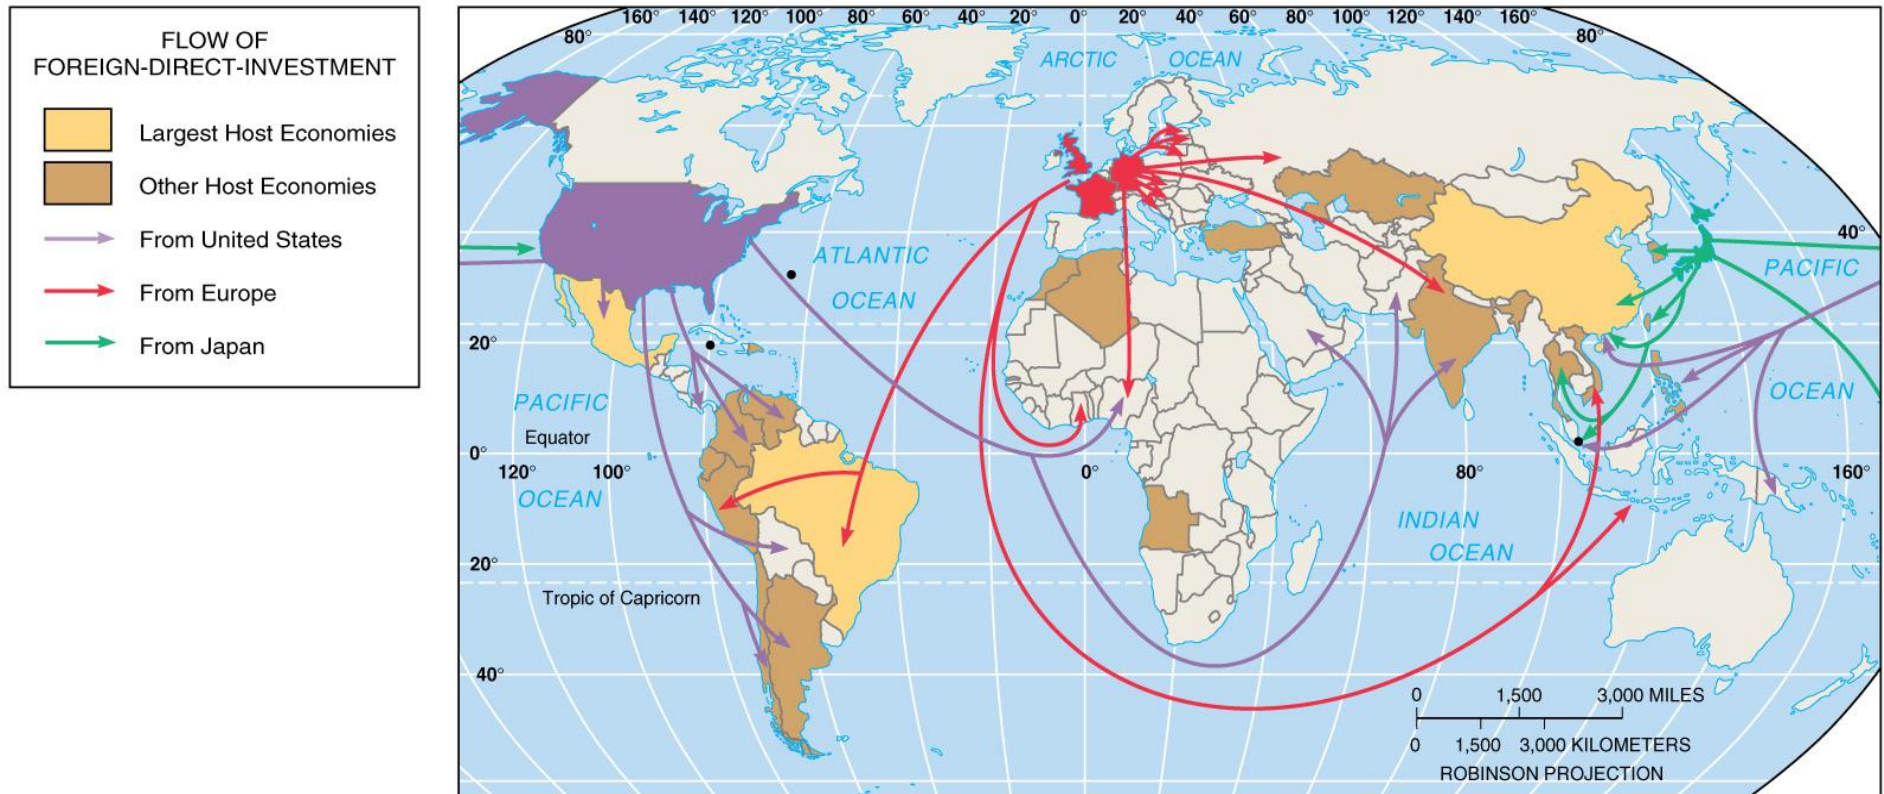 FLOW OF
FOREIGN-DIRECT-INVESTMENT
Largest Host Economies
Other Host Economies
From United States
From Europe
From Japan
160° 140° 120° 100° 80° 60° 40° 20° 0° 20° 40° 60° 80° 100° 120° 140° 160°
80° 80°
ARCTIC OCEAN
40°
ATLANTIC
OCEAN
PACIFIC
OCEAN
20°
PACIFIC
Equator
0°
120° 100° 0° 80° 160°
OCEAN
INDIAN
OCEAN
20°
Tropic of Capricorn
40°
0 1,500 3,000 MILES
0 1,500 3,000 KILOMETERS
ROBINSON PROJECTION